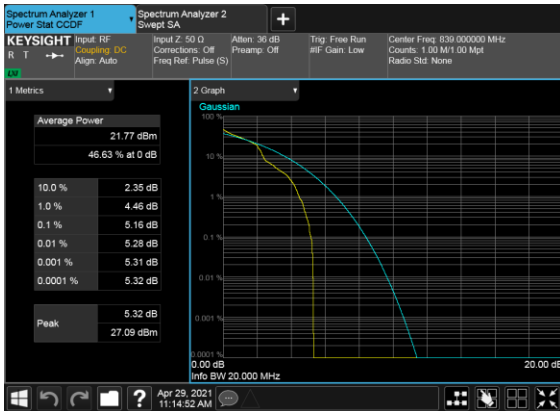 Spectrum Analyzer 1
Power Stat CCDF
Spectrum Analyzer 2
Swept SA
KEYSIGHT
R T
LXI
Input: RF
Coupling: DC
Align: Auto
Input Z: 50 Ω
Corrections: Off
Freq Ref: Pulse (S)
Atten: 36 dB
Preamp: Off
Trig: Free Run
#IF Gain: Low
Center Freq: 839.000000 MHz
Counts: 1.00 M/1.00 Mpt
Radio Std: None
1 Metrics
Average Power
21.77 dBm
46.63 % at 0 dB
10.0 % 2.35 dB
1.0 % 4.46 dB
0.1 % 5.16 dB
0.01 % 5.28 dB
0.001 % 5.31 dB
0.0001 % 5.32 dB
Peak
5.32 dB
27.09 dBm
2 Graph
Gaussian
100 %
10 %
1 %
0.1 %
0.01 %
0.001 %
0.0001 %
0.00 dB
20.00 dB
Info BW 20.000 MHz
Apr 29, 2021
11:14:52 AM